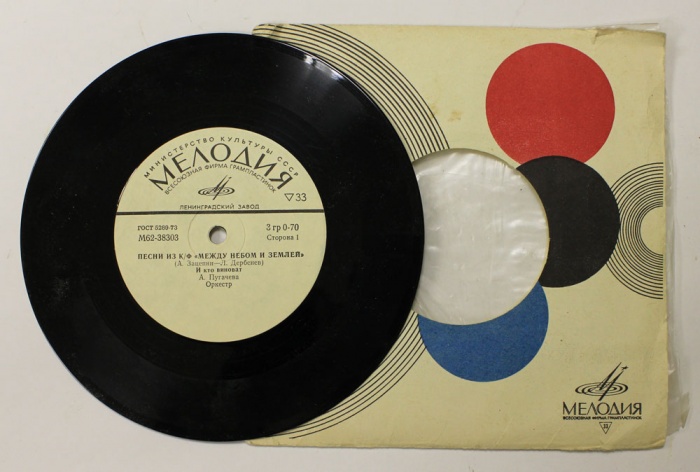 МИНИСТЕРСТВО КУЛЬТУРЫ СССР
МЕЛОДИЯ
ВСЕСОЮЗНАЯ ФИРМА ГРАМПЛАСТИНОК
33
ЛЕНИНГРАДСКИЙ ЗАВОД
ГОСТ 5289-73
3 гр 0-70
М62-38303
Сторона 1
ПЕСНИ ИЗ К/Ф «МЕЖДУ НЕБОМ И ЗЕМЛЕЙ»
(А. Зацепин—Л. Дербенев)
И кто виноват
А. Пугачева
Оркестр
МЕЛОДИЯ
ВСЕСОЮЗНАЯ ФИРМА ГРАМПЛАСТИНОК
33